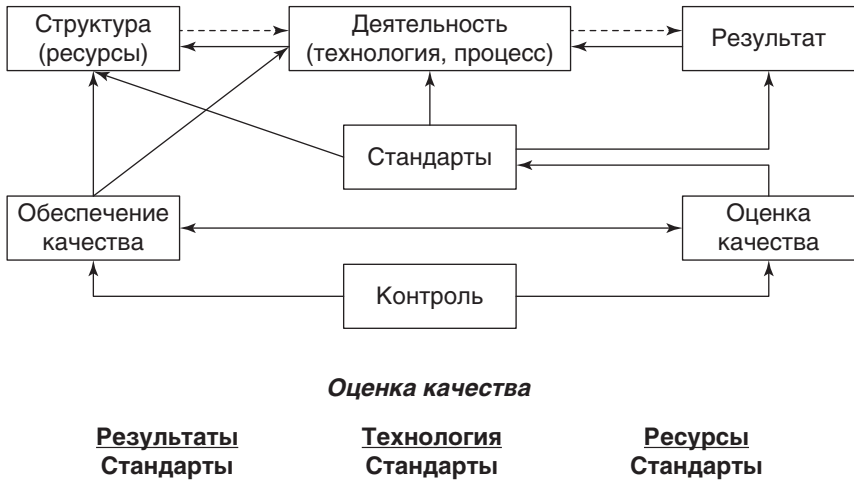 Структура
(ресурсы)
Деятельность
(технология, процесс)
Результат
Стандарты
Обеспечение
качества
Оценка
качества
Контроль
Оценка качества
Результаты
Стандарты
Технология
Стандарты
Ресурсы
Стандарты